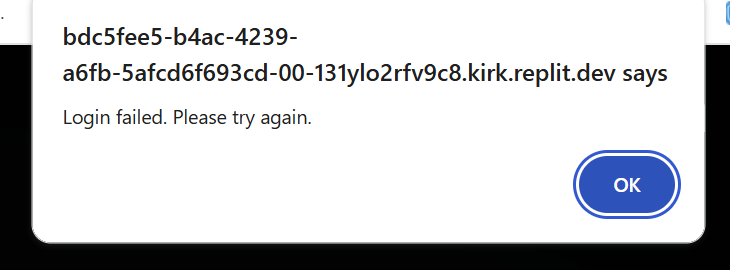 bdc5fee5-b4ac-4239-
a6fb-5afcd6f693cd-00-131ylo2rfv9c8.kirk.replit.dev says
Login failed. Please try again.
OK